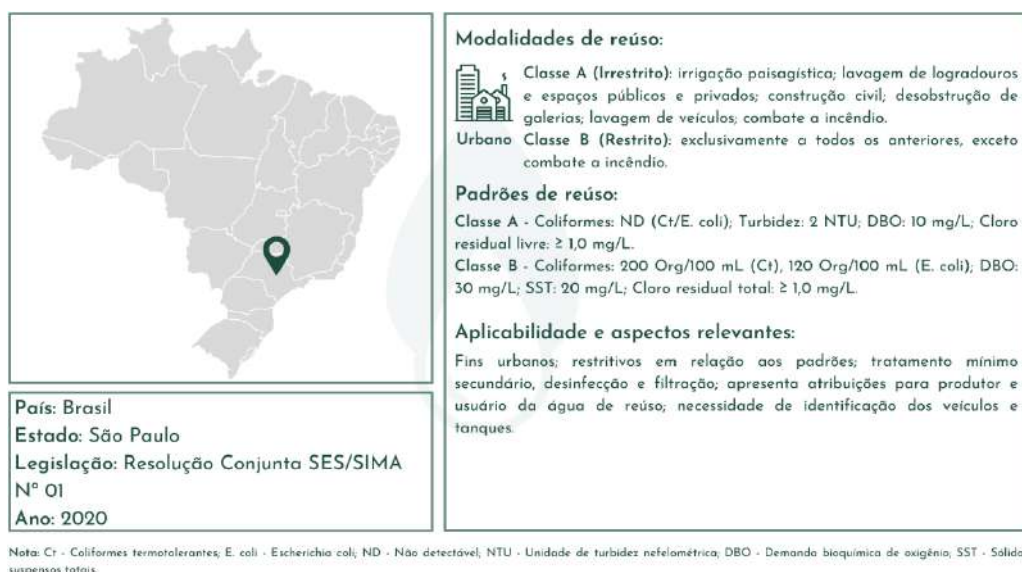 Modalidades de reúso:
Classe A (Irrestrito): irrigação paisagística; lavagem de logradouros
e espaços públicos e privados; construção civil; desobstrução de
galerias; lavagem de veículos; combate a incêndio.
Urbano
Classe B (Restrito): exclusivamente a todos os anteriores, exceto
combate a incêndio.
Padrões de reúso:
Classe A - Coliformes: ND (Ct/E. coli); Turbidez: 2 NTU; DBO: 10 mg/L; Cloro
residual livre: ≥ 1,0 mg/L.
Classe B - Coliformes: 200 Org/100 mL (Ct), 120 Org/100 mL (E. coli); DBO:
30 mg/L; SST: 20 mg/L; Cloro residual total: ≥ 1,0 mg/L.
Aplicabilidade e aspectos relevantes:
Fins urbanos; restritivos em relação aos padrões; tratamento mínimo
secundário, desinfecção e filtração; apresenta atribuições para produtor e
usuário da água de reúso; necessidade de identificação dos veículos e
tanques.
País: Brasil
Estado: São Paulo
Legislação: Resolução Conjunta SES/SIMA
Nº 01
Ano: 2020
Nota: Ct - Coliformes termotolerantes; E. coli - Escherichia coli; ND - Não detectável; NTU - Unidade de turbidez nefelométrica; DBO - Demanda bioquímica de oxigênio; SST - Sólido
suspensos totais.